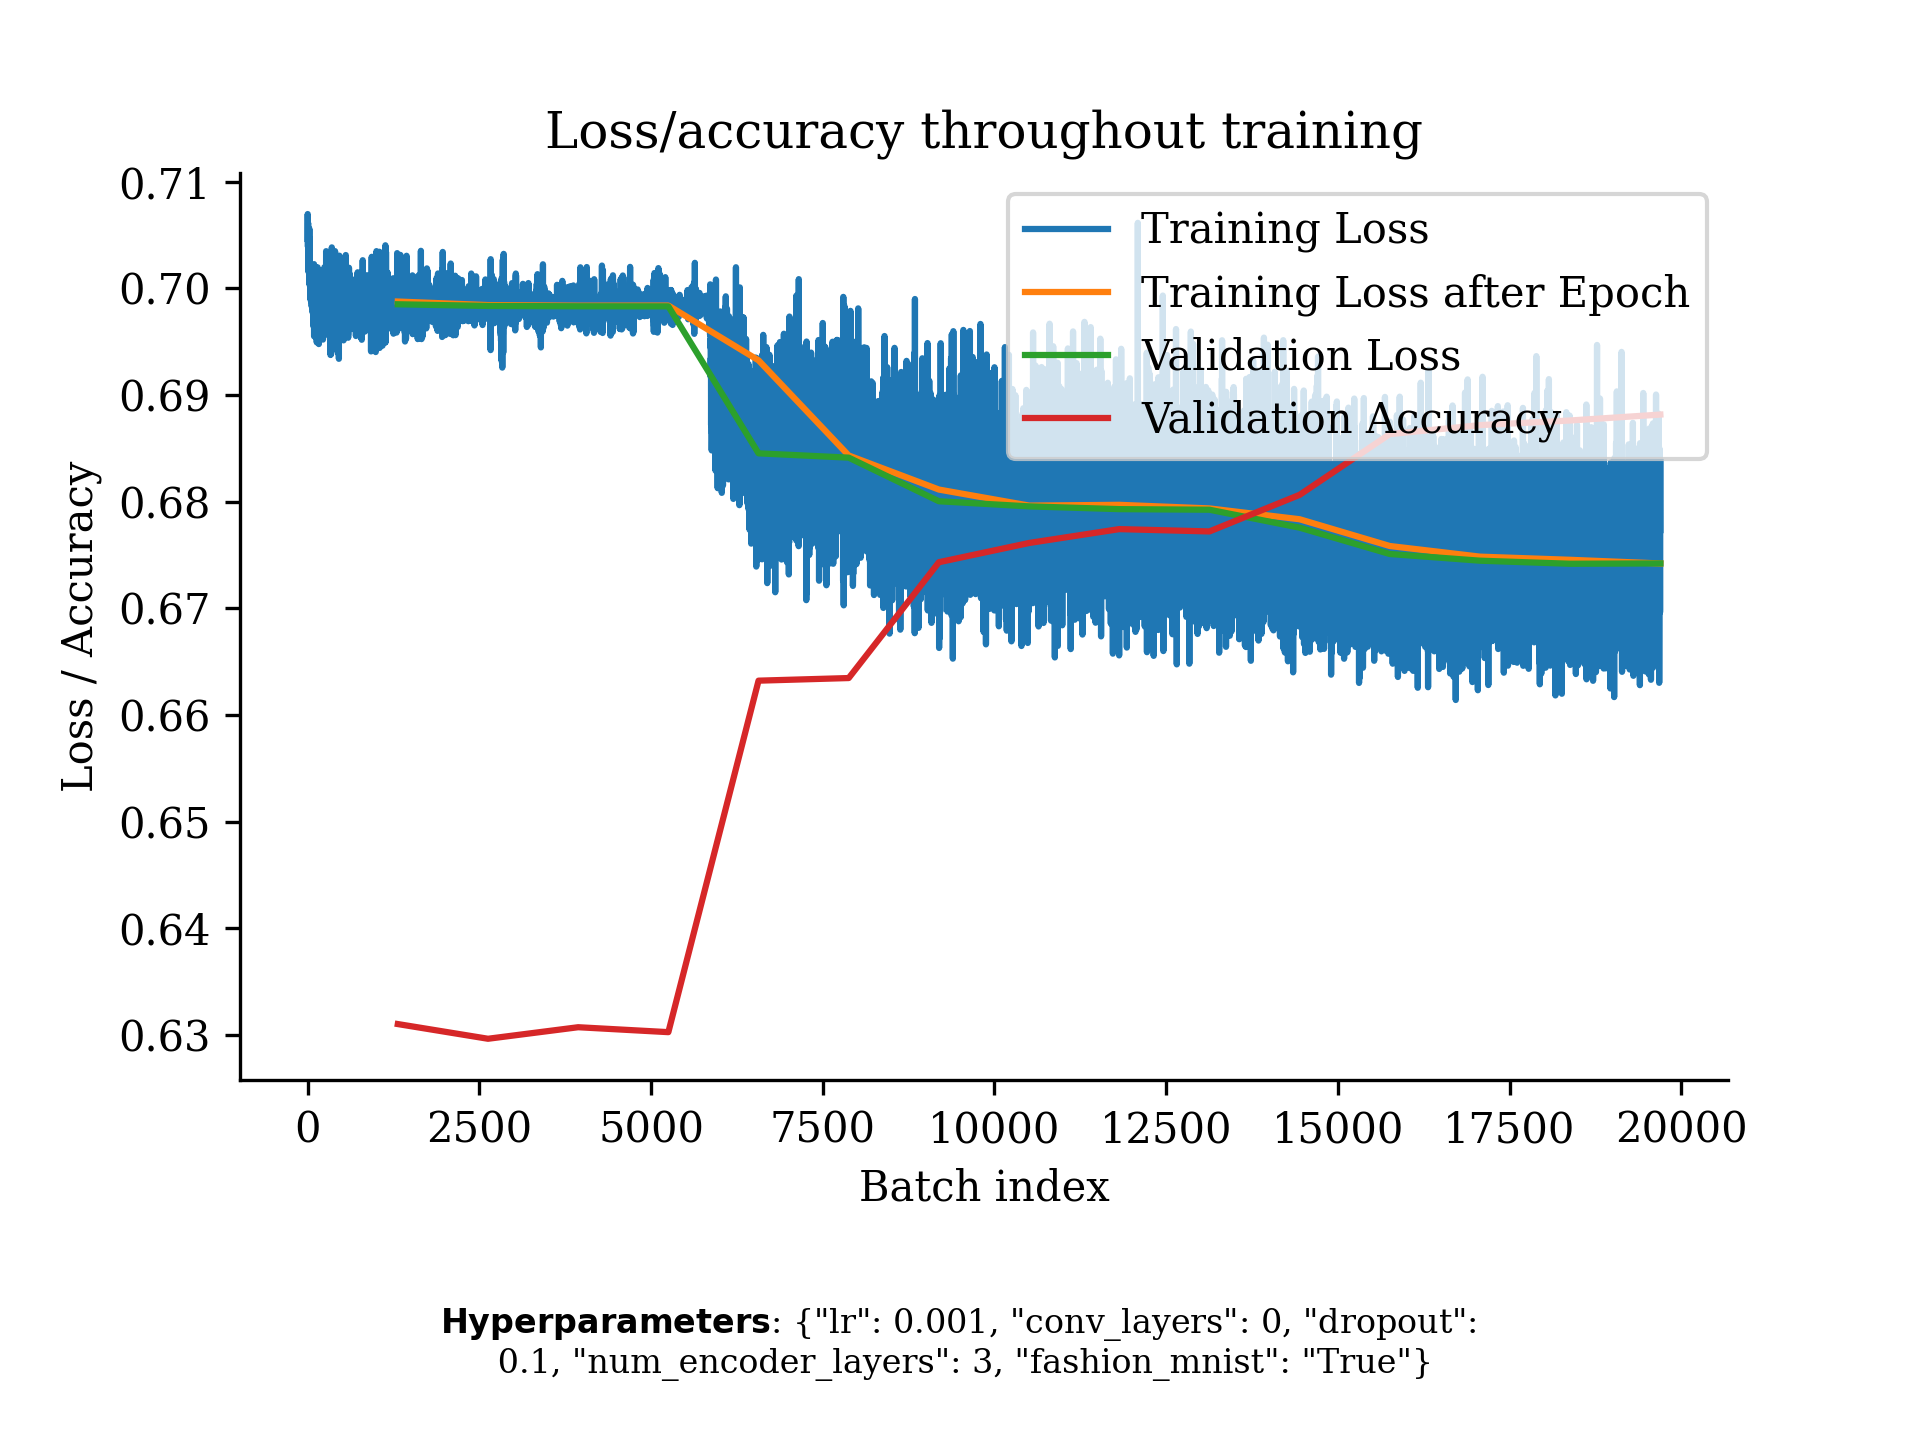 Loss/accuracy throughout training
0.71
0.70
0.69
0.68
0.67
0.66
0.65
0.64
0.63
Loss / Accuracy
Training Loss
Training Loss after Epoch
Validation Loss
Validation Accuracy
0 2500 5000 7500 10000 12500 15000 17500 20000
Batch index
Hyperparameters: {"lr": 0.001, "conv_layers": 0, "dropout":
0.1, "num_encoder_layers": 3, "fashion_mnist": "True"}